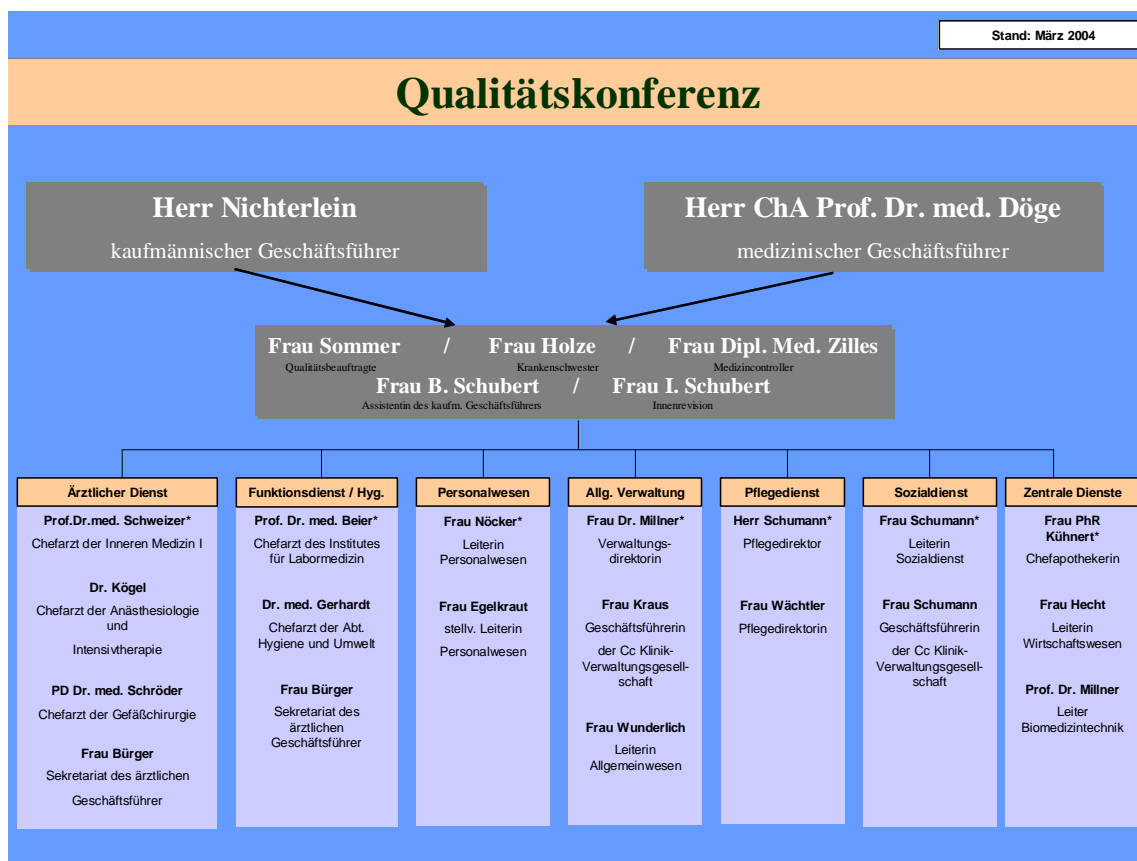 Stand: März 2004
Qualitätskonferenz
Herr Nichterlein
kaufmännischer Geschäftsführer
Herr ChA Prof. Dr. med. Döge
medizinischer Geschäftsführer
Frau Sommer / Frau Holze / Frau Dipl. Med. Zilles
Qualitätsbeauftragte Krankenschwester Medizincontroller
Frau B. Schubert / Frau I. Schubert
Assistentin des kaufm. Geschäftsführers Innenrevision
Ärztlicher Dienst
Prof.Dr.med. Schweizer*
Chefarzt der Inneren Medizin I
Dr. Kögel
Chefarzt der Anästhesiologie
und
Intensivtherapie
PD Dr. med. Schröder
Chefarzt der Gefäßchirurgie
Frau Bürger
Sekretariat des ärztlichen
Geschäftsführer
Funktionsdienst / Hyg.
Prof. Dr. med. Beier*
Chefarzt des Institutes
für Labormedizin
Dr. med. Gerhardt
Chefarzt der Abt.
Hygiene und Umwelt
Frau Bürger
Sekretariat des
ärztlichen
Geschäftsführer
Personalwesen
Frau Nöcker*
Leiterin
Personalwesen
Frau Egelkraut
stellv. Leiterin
Personalwesen
Allg. Verwaltung
Frau Dr. Millner*
Verwaltungs-
direktorin
Frau Kraus
Geschäftsführerin
der Cc Klinik-
Verwaltungsgesell-
schaft
Frau Wunderlich
Leiterin
Allgemeinwesen
Pflegedienst
Herr Schumann*
Pflegedirektor
Frau Wächtler
Pflegedirektorin
Sozialdienst
Frau Schumann*
Leiterin
Sozialdienst
Frau Schumann
Geschäftsführerin
der Cc Klinik-
Verwaltungsgesell-
schaft
Zentrale Dienste
Frau PhR
Kühnert*
Chefapothekerin
Frau Hecht
Leiterin
Wirtschaftswesen
Prof. Dr. Millner
Leiter
Biomedizintechnik